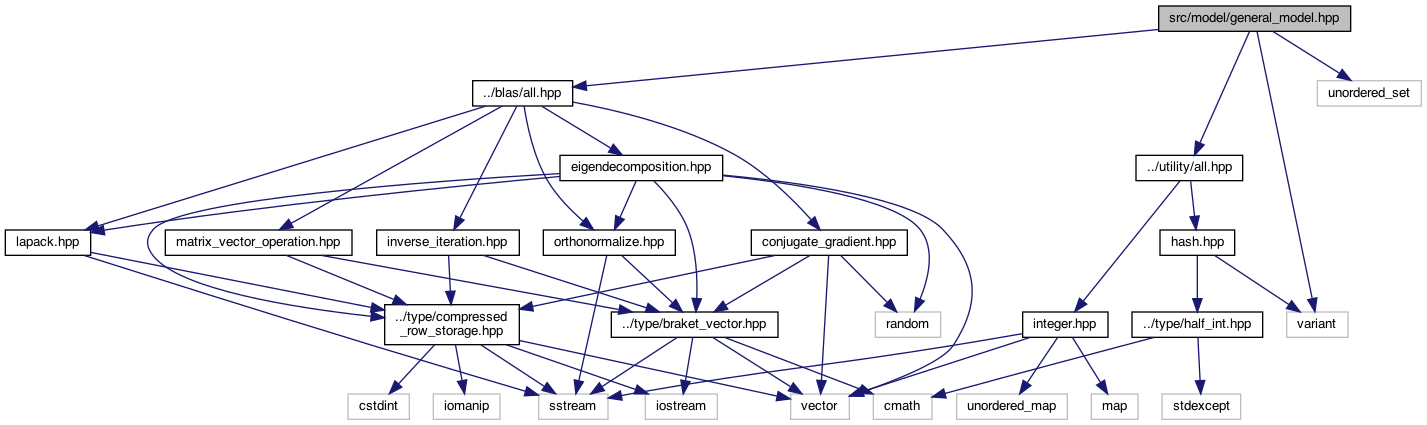 src/model/general_model.hpp
../blas/all.hpp
unordered_set
../utility/all.hpp
eigendecomposition.hpp
lapack.hpp
matrix_vector_operation.hpp
inverse_iteration.hpp
orthonormalize.hpp
conjugate_gradient.hpp
hash.hpp
../type/compressed
_row_storage.hpp
../type/braket_vector.hpp
random
integer.hpp
../type/half_int.hpp
variant
cstdint
iomanip
sstream
iostream
vector
cmath
unordered_map
map
stdexcept